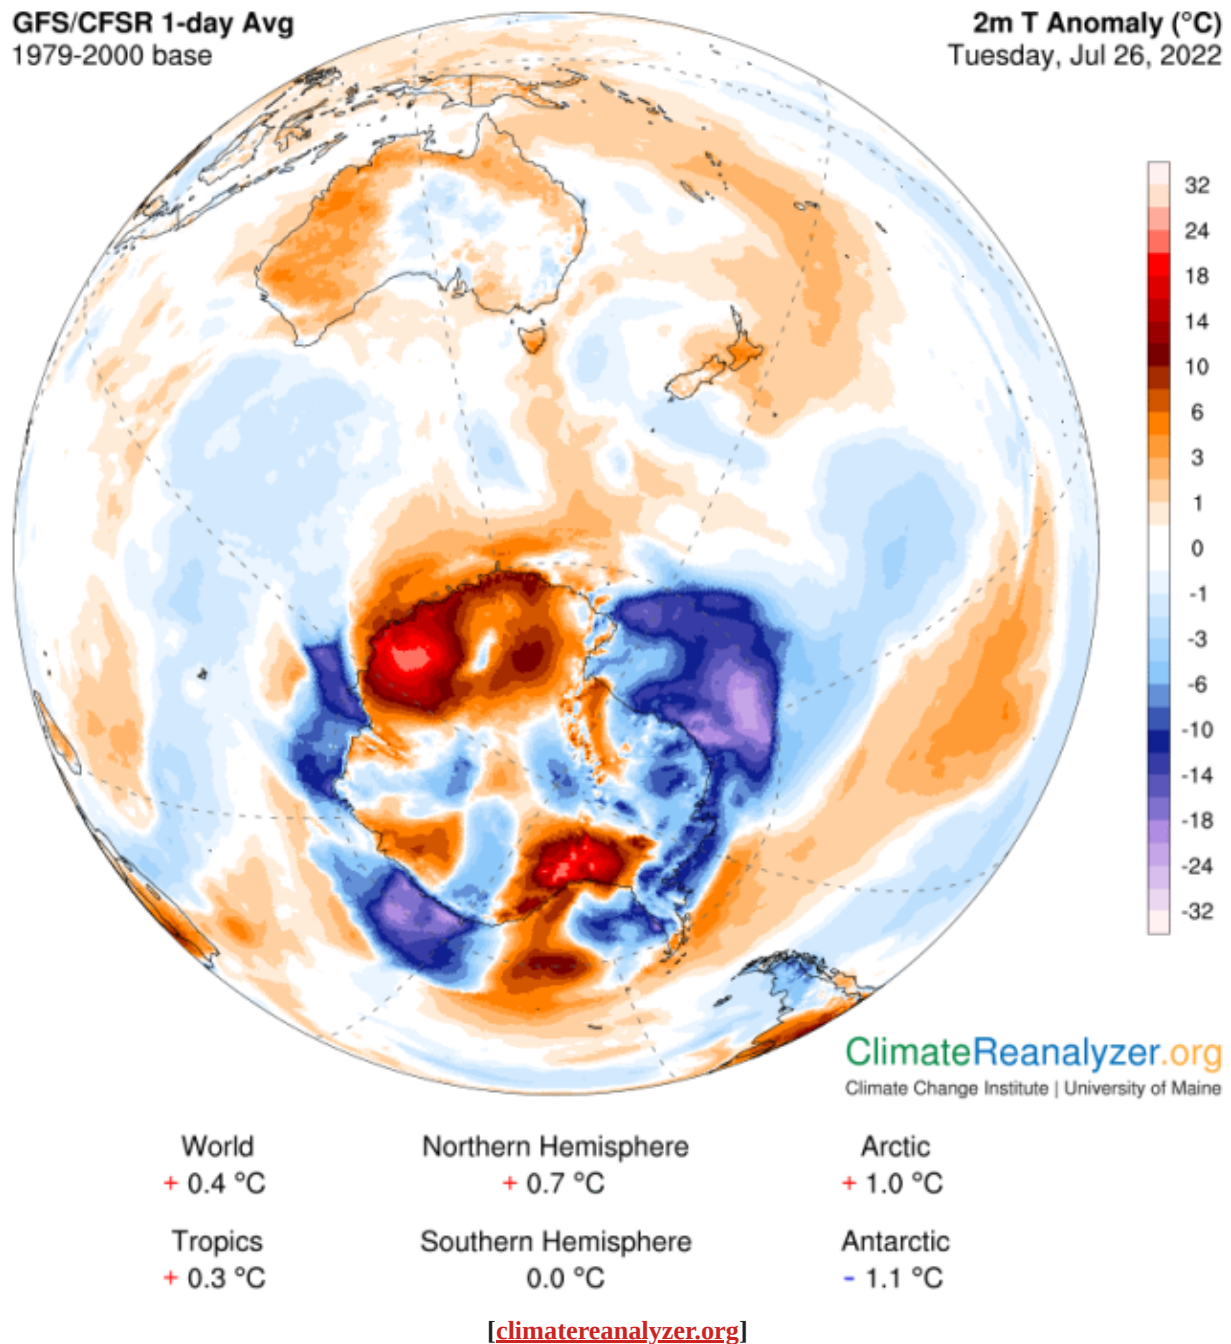 GFS/CFSR 1-day Avg
1979-2000 base
2m T Anomaly (°C)
Tuesday, Jul 26, 2022
32
24
18
14
10
6
3
1
0
-1
-3
-6
-10
-14
-18
-24
-32
ClimateReanalyzer.org
Climate Change Institute | University of Maine
World
+ 0.4 °C
Northern Hemisphere
+ 0.7 °C
Arctic
+ 1.0 °C
Tropics
+ 0.3 °C
Southern Hemisphere
0.0 °C
Antarctic
- 1.1 °C
[climatereanalyzer.org]